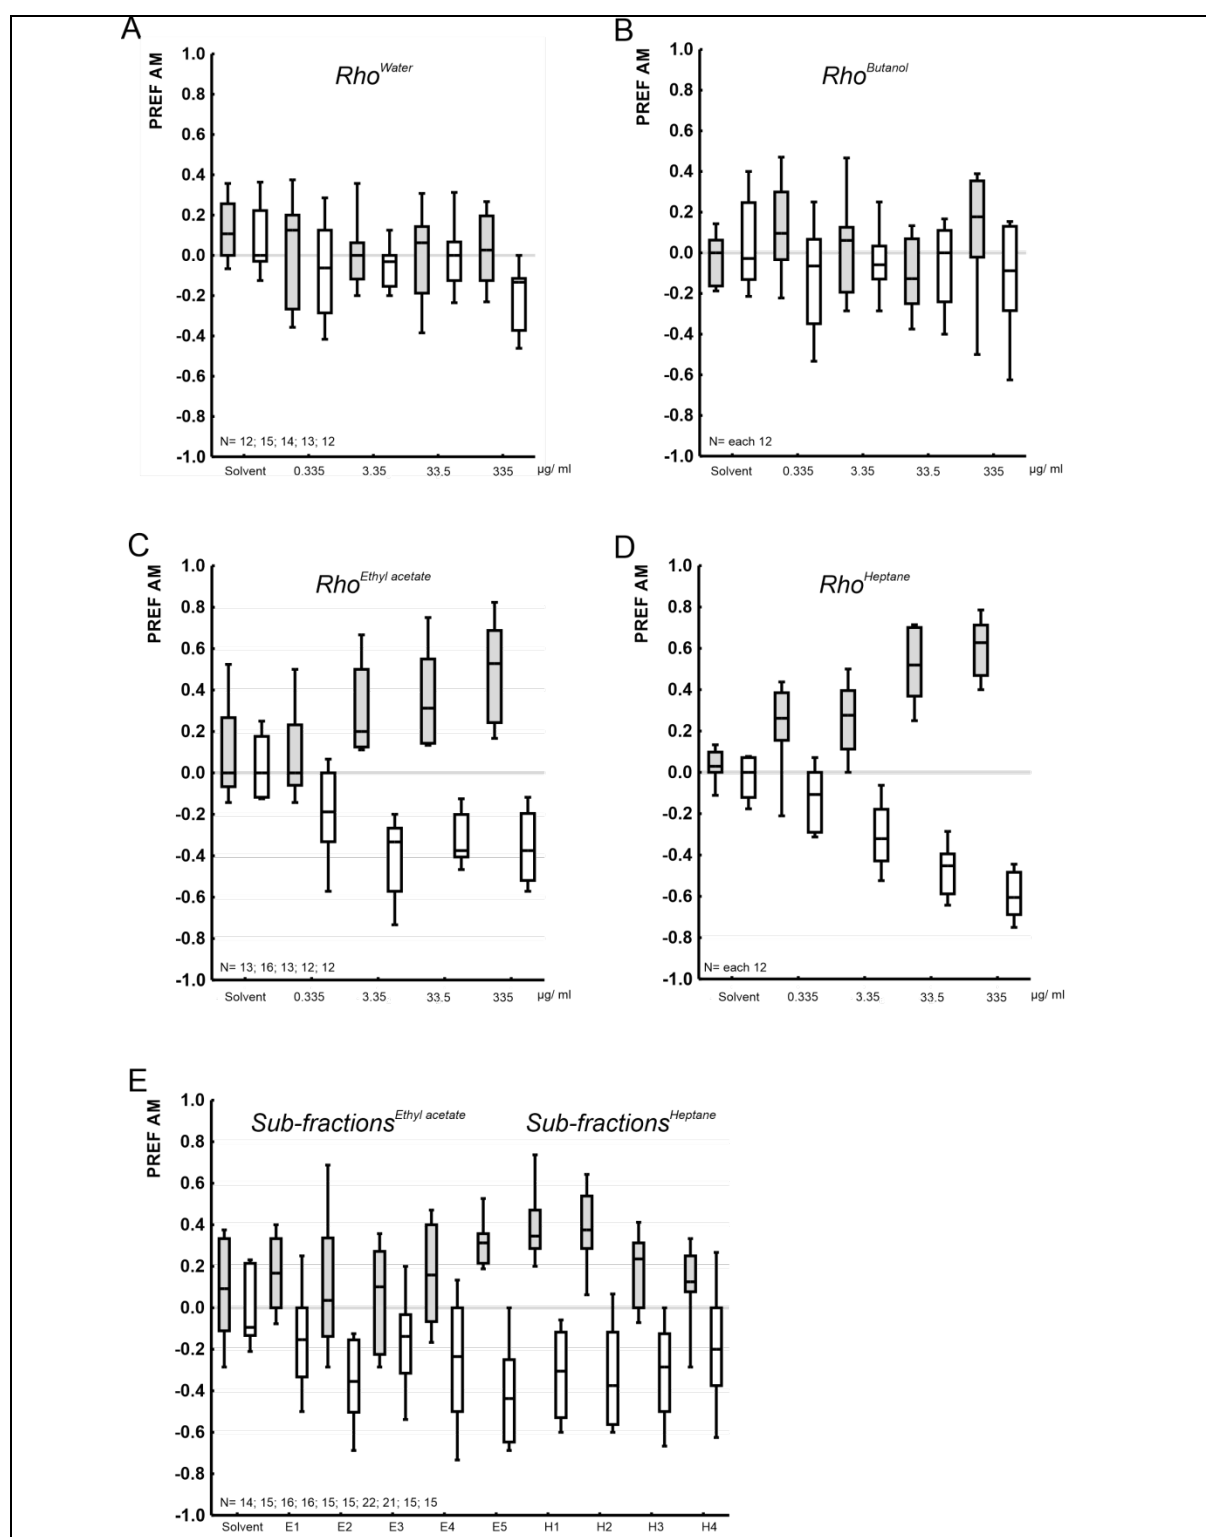 A
PREF AM
Rho^Water
1.0
0.8
0.6
0.4
0.2
0.0
-0.2
-0.4
-0.6
-0.8
-1.0
N= 12; 15; 14; 13; 12
Solvent 0.335 3.35 33.5 335 µg/ ml
B
PREF AM
Rho^Butanol
1.0
0.8
0.6
0.4
0.2
0.0
-0.2
-0.4
-0.6
-0.8
-1.0
N= each 12
Solvent 0.335 3.35 33.5 335 µg/ ml
C
PREF AM
Rho^Ethyl acetate
1.0
0.8
0.6
0.4
0.2
0.0
-0.2
-0.4
-0.6
-0.8
-1.0
N= 13; 16; 13; 12; 12
Solvent 0.335 3.35 33.5 335 µg/ ml
D
PREF AM
Rho^Heptane
1.0
0.8
0.6
0.4
0.2
0.0
-0.2
-0.4
-0.6
-0.8
-1.0
N= each 12
Solvent 0.335 3.35 33.5 335 µg/ ml
E
PREF AM
Sub-fractions^Ethyl acetate Sub-fractions^Heptane
1.0
0.8
0.6
0.4
0.2
0.0
-0.2
-0.4
-0.6
-0.8
-1.0
N= 14; 15; 16; 16; 15; 15; 22; 21; 15; 15
Solvent E1 E2 E3 E4 E5 H1 H2 H3 H4